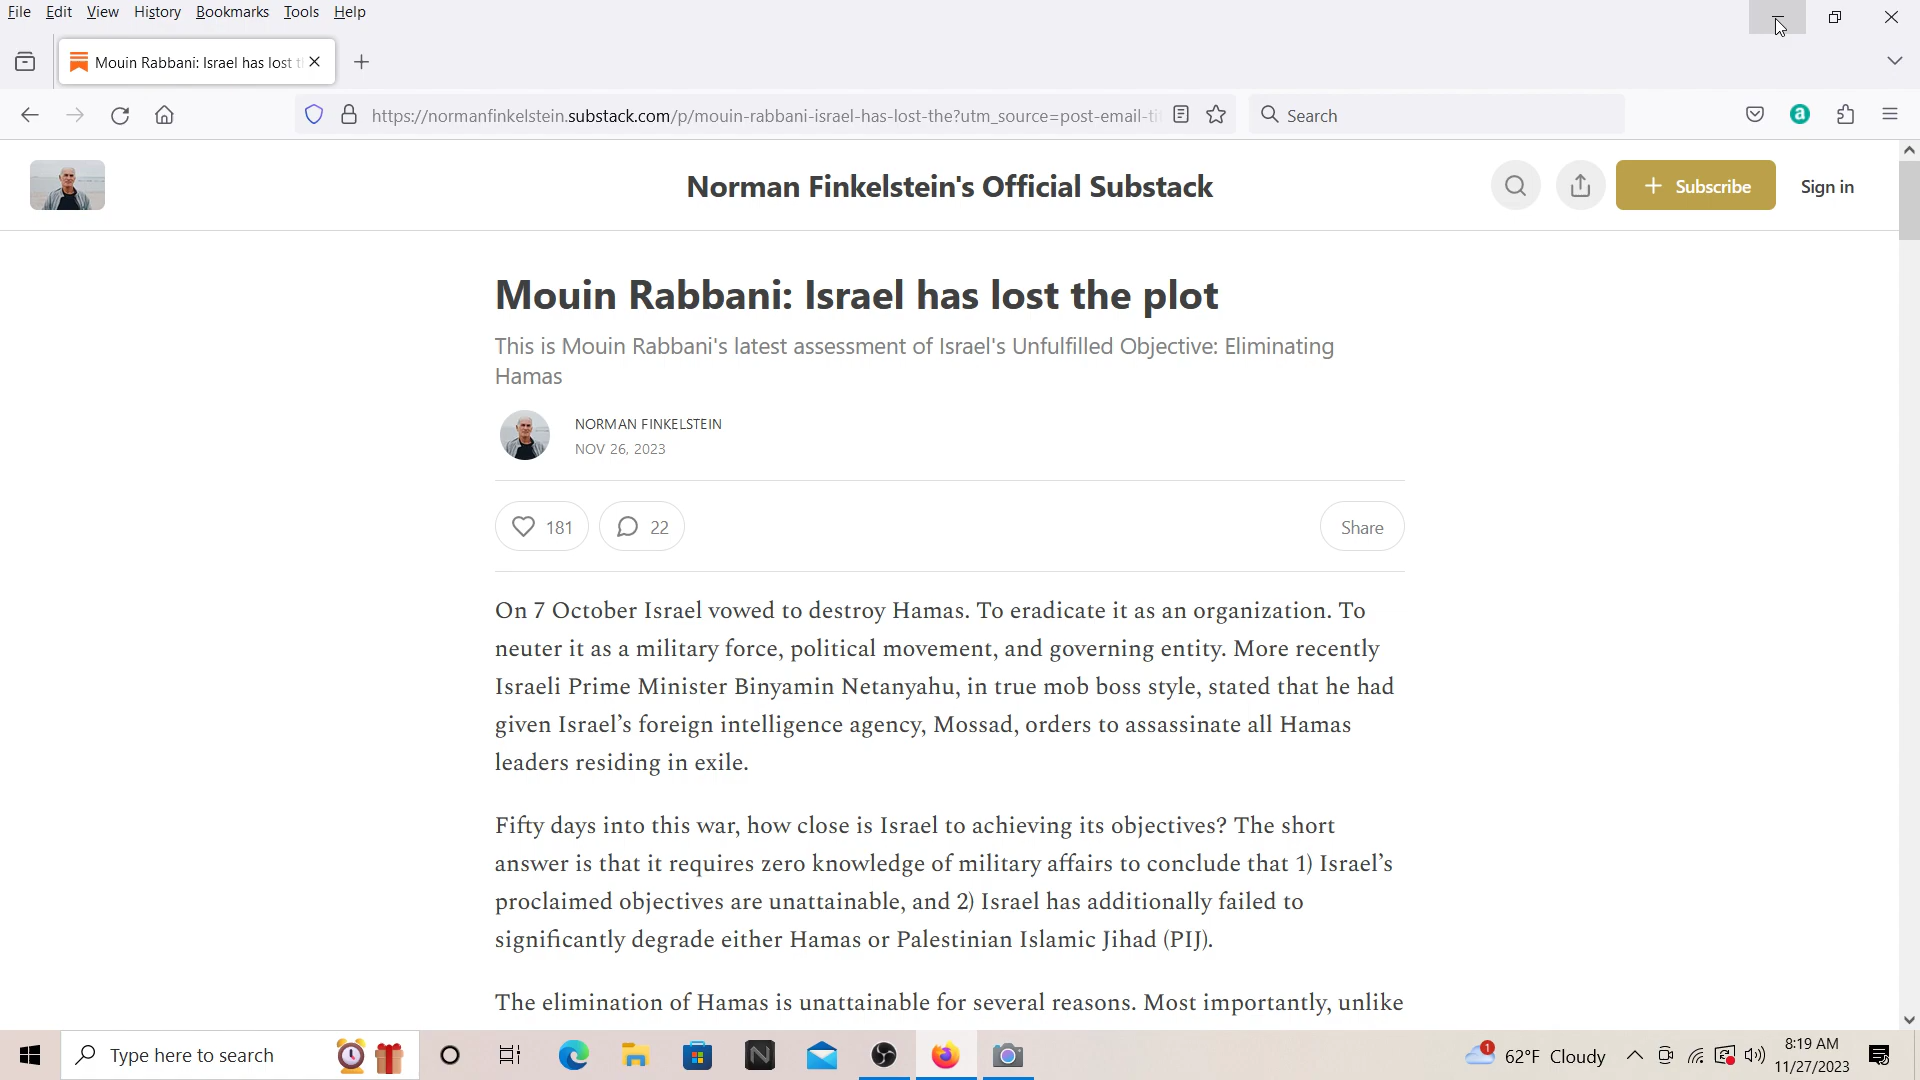 File Edit View History Bookmarks Tools Help
Mouin Rabbani: Israel has lost t
https://normanfinkelstein.substack.com/p/mouin-rabbani-israel-has-lost-the?utm_source=post-email-ti
Search
Norman Finkelstein's Official Substack
+ Subscribe
Sign in
Mouin Rabbani: Israel has lost the plot
This is Mouin Rabbani's latest assessment of Israel's Unfulfilled Objective: Eliminating
Hamas
NORMAN FINKELSTEIN
NOV 26, 2023
181
22
Share
On 7 October Israel vowed to destroy Hamas. To eradicate it as an organization. To
neuter it as a military force, political movement, and governing entity. More recently
Israeli Prime Minister Binyamin Netanyahu, in true mob boss style, stated that he had
given Israel’s foreign intelligence agency, Mossad, orders to assassinate all Hamas
leaders residing in exile.
Fifty days into this war, how close is Israel to achieving its objectives? The short
answer is that it requires zero knowledge of military affairs to conclude that 1) Israel’s
proclaimed objectives are unattainable, and 2) Israel has additionally failed to
significantly degrade either Hamas or Palestinian Islamic Jihad (PIJ).
The elimination of Hamas is unattainable for several reasons. Most importantly, unlike
Type here to search
1
62°F Cloudy
8:19 AM
11/27/2023